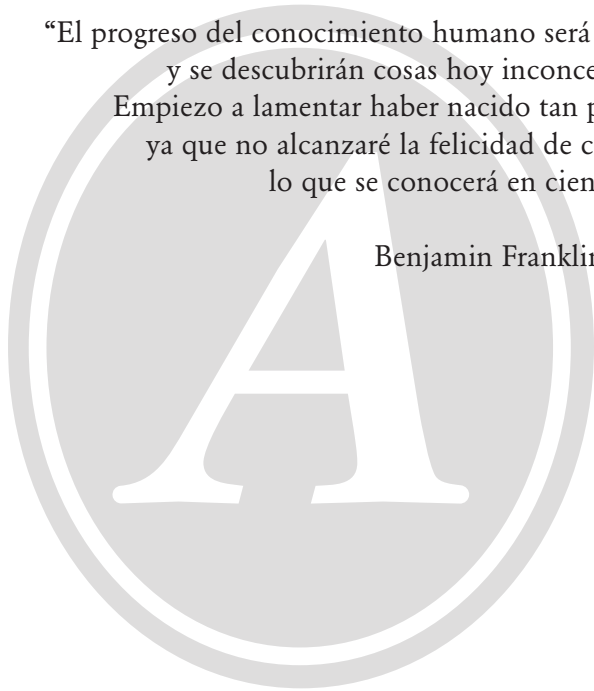 “El progreso del conocimiento humano será
y se descubrirán cosas hoy
Empiezo a lamentar haber nacido tan
ya que no alcanzaré la felicidad de
lo que se conocerá en
Benjamin Franklin
A